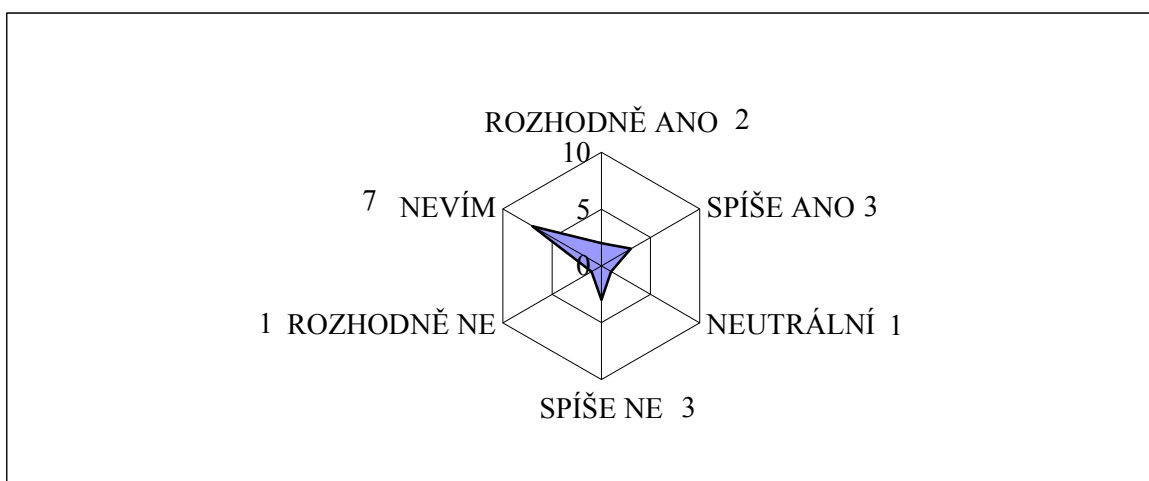 ROZHODNĚ ANO 2
10
7 NEVÍM
5
SPÍŠE ANO 3
0
1 ROZHODNĚ NE
NEUTRÁLNÍ 1
SPÍŠE NE 3